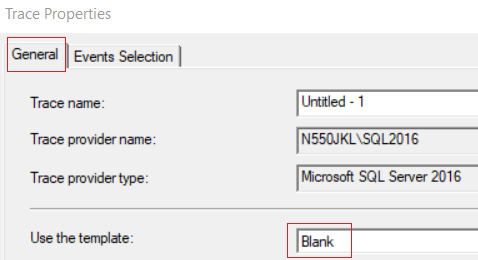 Trace Properties
General Events Selection
Trace name: Untitled - 1
Trace provider name: N550JKL\SQL2016
Trace provider type: Microsoft SQL Server 2016
Use the template: Blank